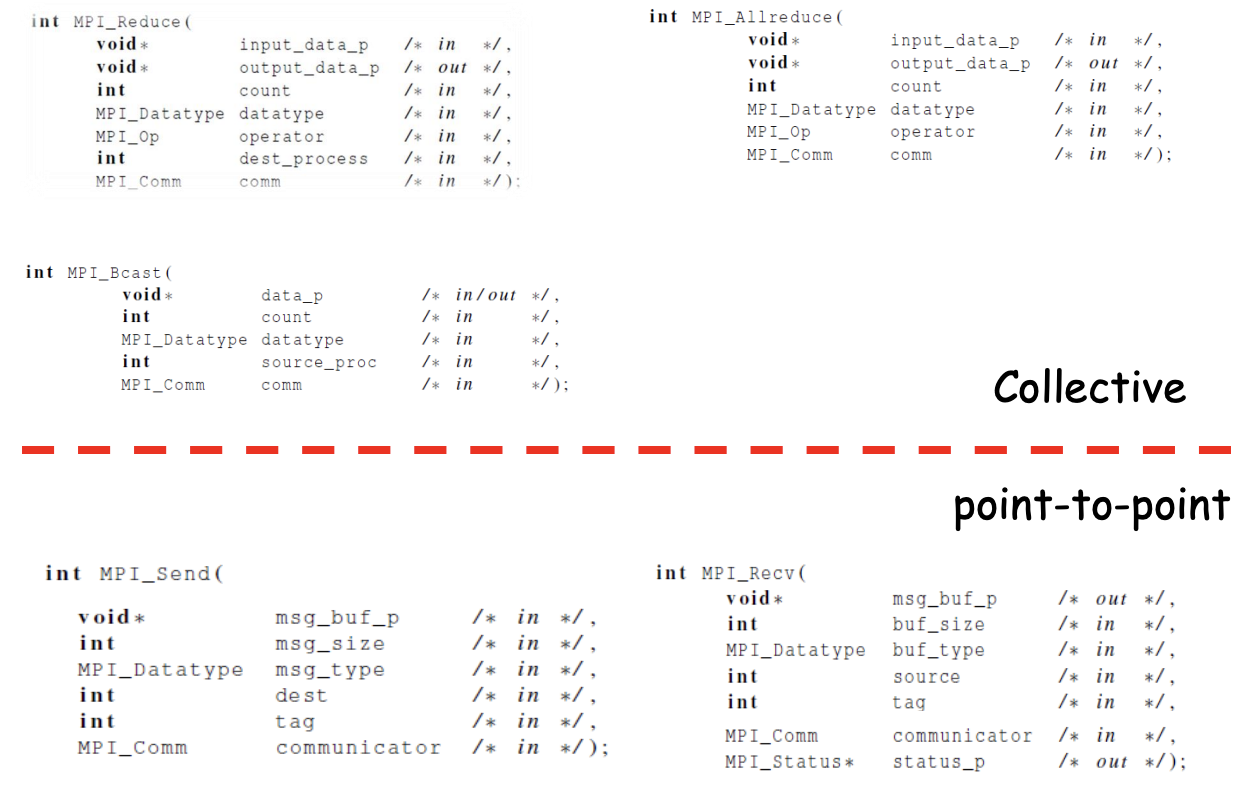 int MPI_Reduce(
void* input_data_p /* in */,
void* output_data_p /* out */,
int count /* in */,
MPI_Datatype datatype /* in */,
MPI_Op operator /* in */,
int dest_process /* in */,
MPI_Comm comm /* in */);
int MPI_Allreduce(
void* input_data_p /* in */,
void* output_data_p /* out */,
int count /* in */,
MPI_Datatype datatype /* in */,
MPI_Op operator /* in */,
MPI_Comm comm /* in */);
int MPI_Bcast(
void* data_p /* in/out */,
int count /* in */,
MPI_Datatype datatype /* in */,
int source_proc /* in */,
MPI_Comm comm /* in */);
Collective
point-to-point
int MPI_Send(
void* msg_buf_p /* in */,
int msg_size /* in */,
MPI_Datatype msg_type /* in */,
int dest /* in */,
int tag /* in */,
MPI_Comm communicator /* in */);
int MPI_Recv(
void* msg_buf_p /* out */,
int buf_size /* in */,
MPI_Datatype buf_type /* in */,
int source /* in */,
int tag /* in */,
MPI_Comm communicator /* in */,
MPI_Status* status_p /* out */);